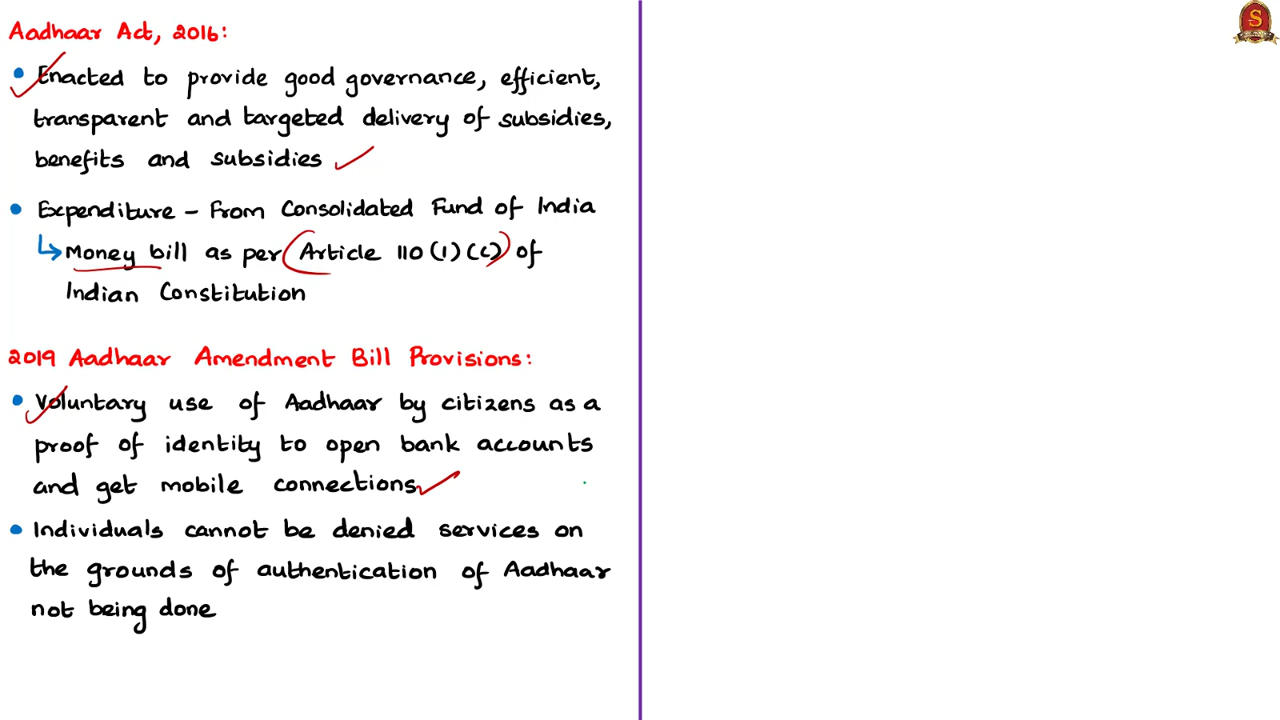 Aadhaar Act, 2016:
• Enacted to provide good governance, efficient,
transparent and targeted delivery of subsidies,
benefits and subsidies
• Expenditure – From Consolidated Fund of India
↳ Money bill as per Article 110 (1) (c) of
Indian Constitution
2019 Aadhaar Amendment Bill Provisions:
• Voluntary use of Aadhaar by citizens as a
proof of identity to open bank accounts
and get mobile connections
• Individuals cannot be denied services on
the grounds of authentication of Aadhaar
not being done
S